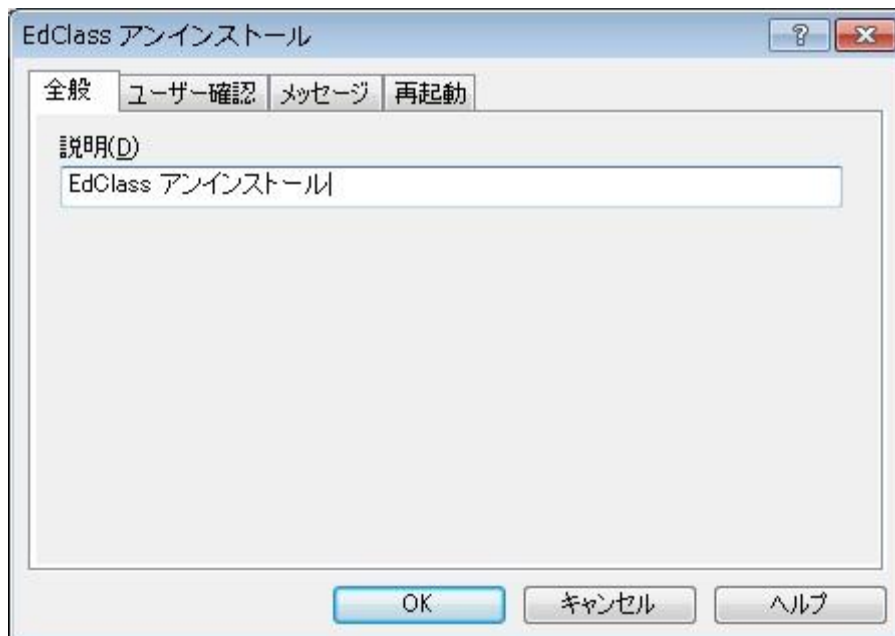 EdClass アンインストール
全般 ユーザー確認 メッセージ 再起動
説明(D)
EdClass アンインストール
OK キャンセル ヘルプ